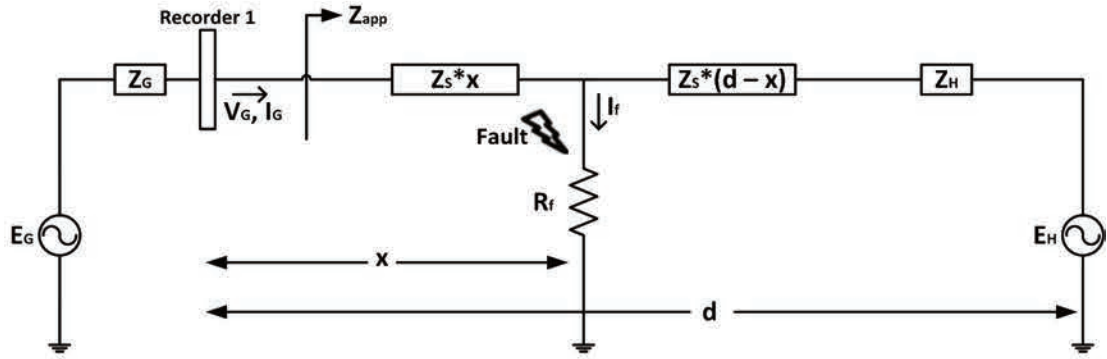 Recorder 1
Zapp
ZG
VG, IG
ZS*x
If
ZS*(d – x)
ZH
Fault
Rf
EG
EH
x
d